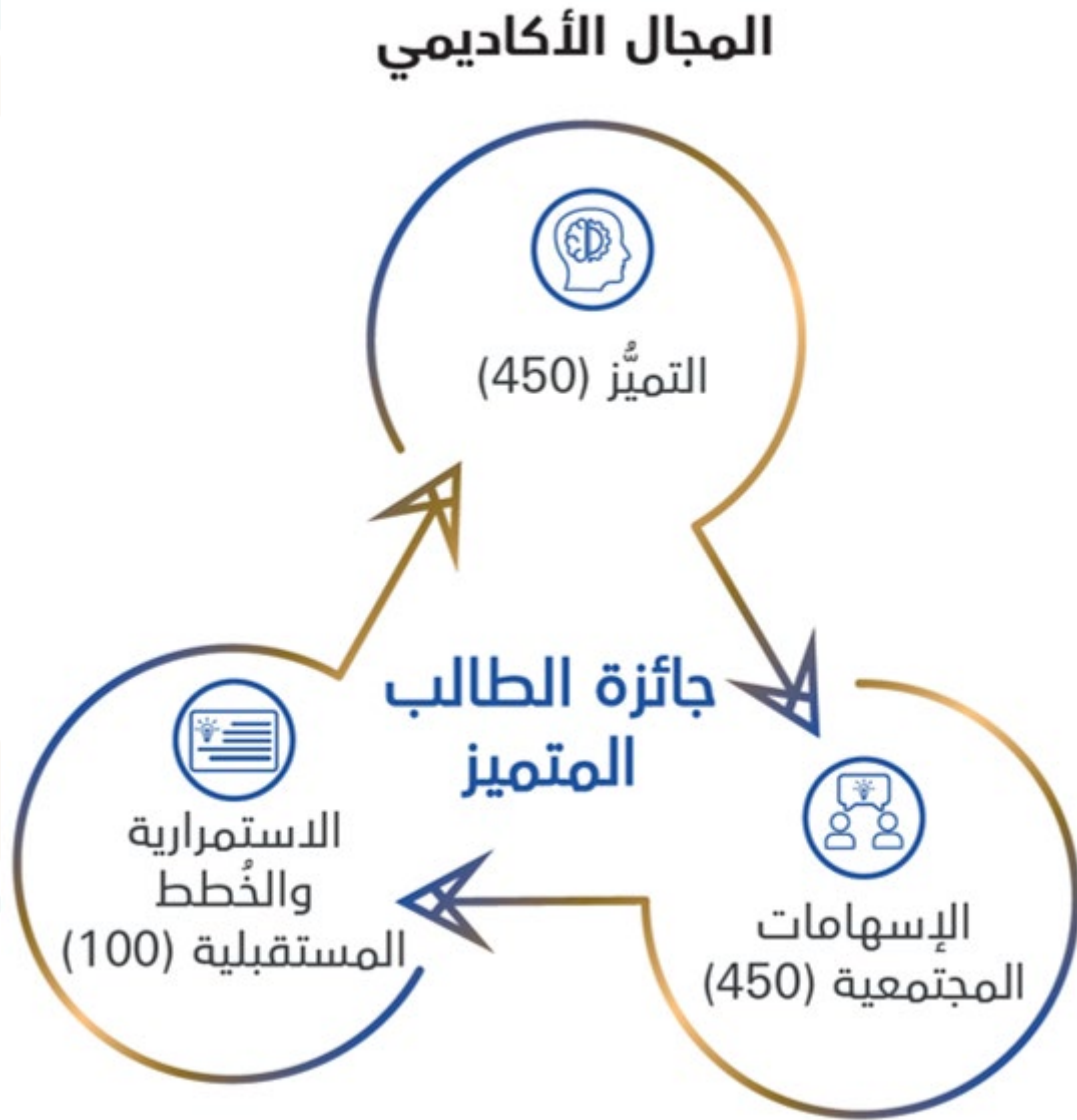 المجال الأكاديمي
التميُّز (450)
جائزة الطالب
المتميز
الإسهامات
المجتمعية (450)
الاستمرارية
والخُطط
المستقبلية (100)